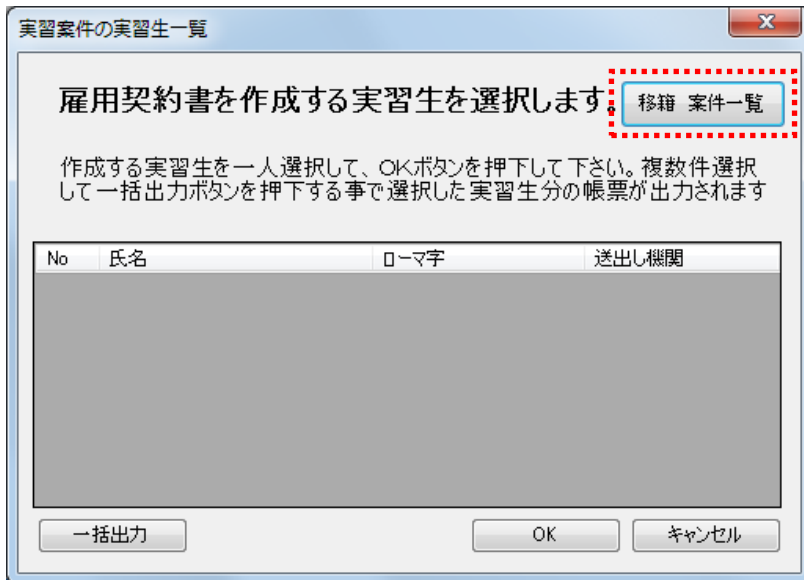 実習案件の実習生一覧
雇用契約書を作成する実習生を選択します。
移籍 案件一覧
作成する実習生を一人選択して、OKボタンを押下して下さい。複数件選択
して一括出力ボタンを押下する事で選択した実習生分の帳票が出力されます
No 氏名 ローマ字 送出し機関
一括出力 OK キャンセル